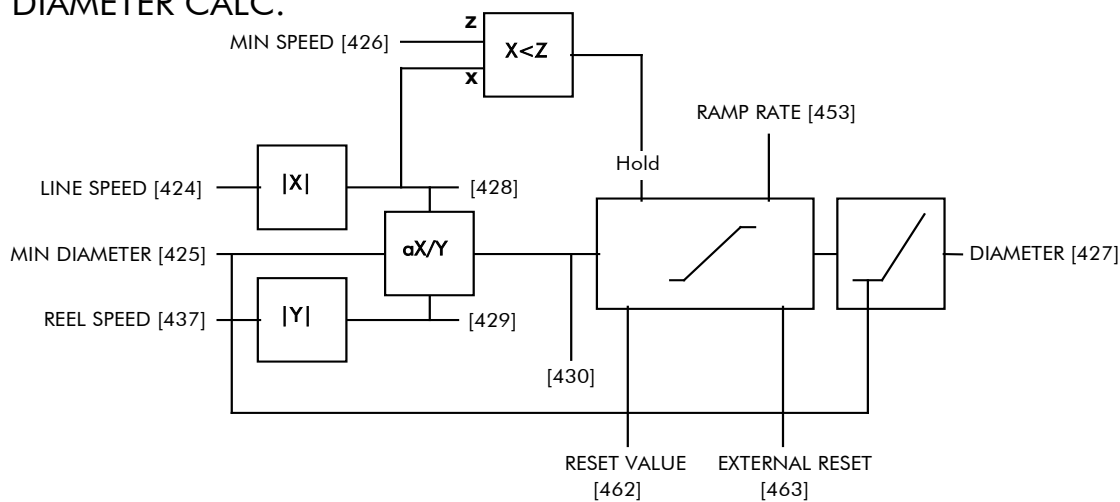 DIAMETER CALC.
MIN SPEED [426]
z
x
X<Z
RAMP RATE [453]
Hold
LINE SPEED [424]
|X|
[428]
MIN DIAMETER [425]
aX/Y
DIAMETER [427]
REEL SPEED [437]
|Y|
[429]
[430]
RESET VALUE
[462]
EXTERNAL RESET
[463]